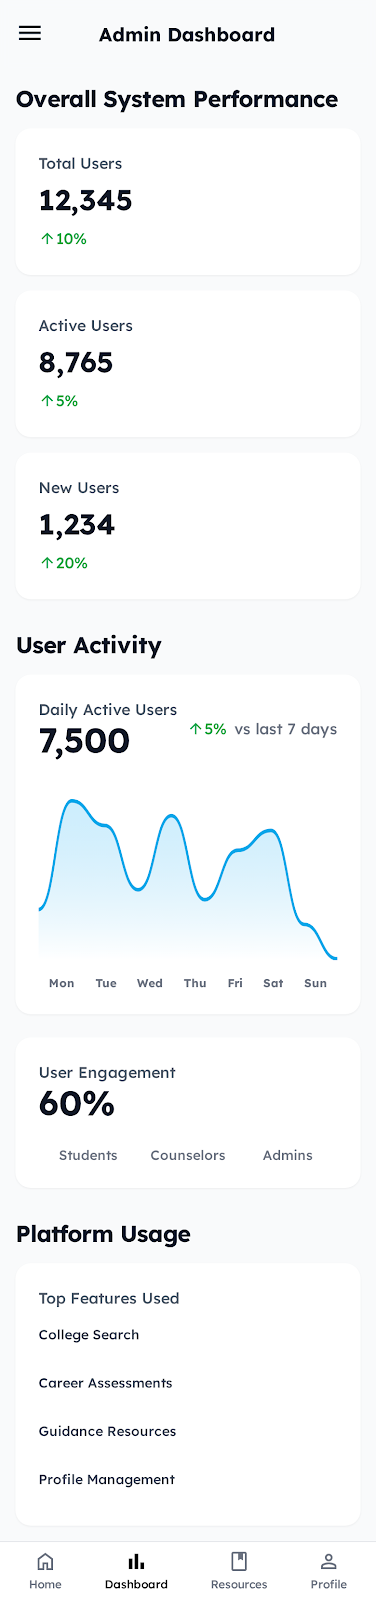 Admin Dashboard
Overall System Performance
Total Users
12,345
↑10%
Active Users
8,765
↑5%
New Users
1,234
↑20%
User Activity
Daily Active Users
7,500
↑5% vs last 7 days
Mon Tue Wed Thu Fri Sat Sun
User Engagement
60%
Students Counselors Admins
Platform Usage
Top Features Used
College Search
Career Assessments
Guidance Resources
Profile Management
Home Dashboard Resources Profile